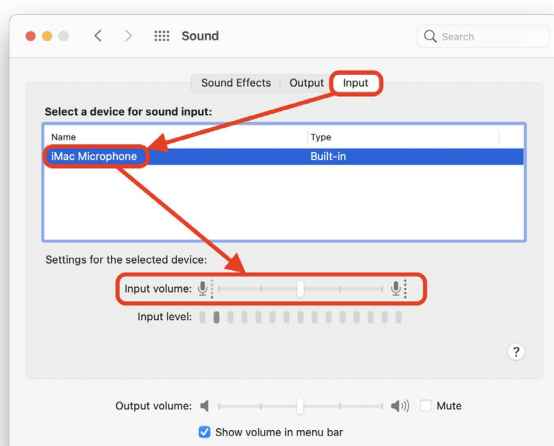 Sound
Search
Sound Effects Output Input
Select a device for sound input:
Name Type
iMac Microphone Built-in
Settings for the selected device:
Input volume:
Input level:
?
Output volume: Mute
Show volume in menu bar